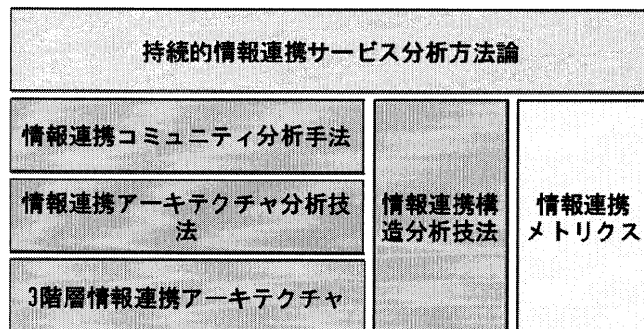 持続的情報連携サービス分析方法論
情報連携コミュニティ分析手法
情報連携アーキテクチャ分析技
法
3階層情報連携アーキテクチャ
情報連携構
造分析技法
情報連携
メトリクス